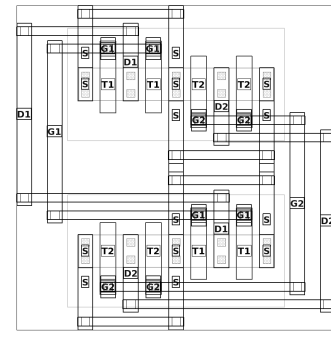 S G1 G1 S
D1
S T1 T1 S T2 T2 S
D2
D1 S G2 G2 S
G1
G2
S G1 G1 S D2
D1
S T2 T2 S T1 T1 S
D2
S G2 G2 S